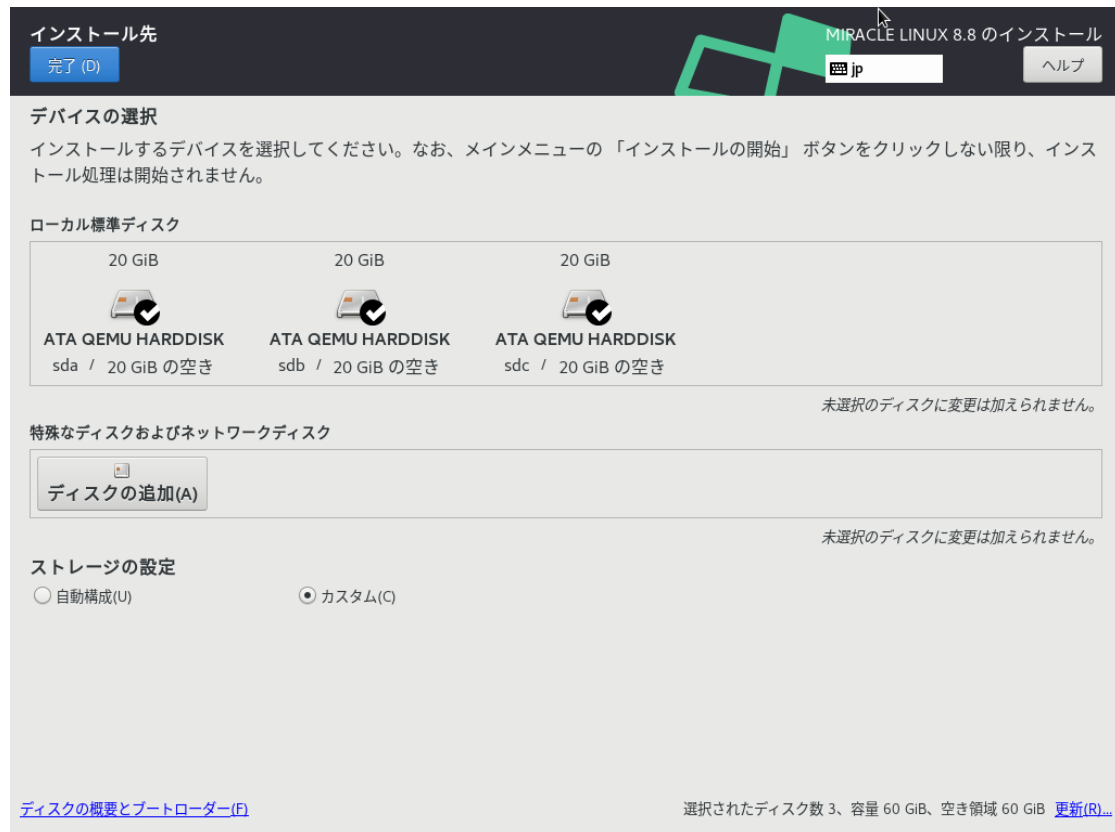 インストール先
MIRACLE LINUX 8.8 のインストール
完了 (D)
jp
ヘルプ
デバイスの選択
インストールするデバイスを選択してください。なお、メインメニューの 「インストールの開始」 ボタンをクリックしない限り、インス
トール処理は開始されません。
ローカル標準ディスク
20 GiB
ATA QEMU HARDDISK
sda / 20 GiB の空き
20 GiB
ATA QEMU HARDDISK
sdb / 20 GiB の空き
20 GiB
ATA QEMU HARDDISK
sdc / 20 GiB の空き
未選択のディスクに変更は加えられません。
特殊なディスクおよびネットワークディスク
ディスクの追加(A)
未選択のディスクに変更は加えられません。
ストレージの設定
自動構成(U)
カスタム(C)
ディスクの概要とブートローダー(F)
選択されたディスク数 3、容量 60 GiB、空き領域 60 GiB 更新(R)...